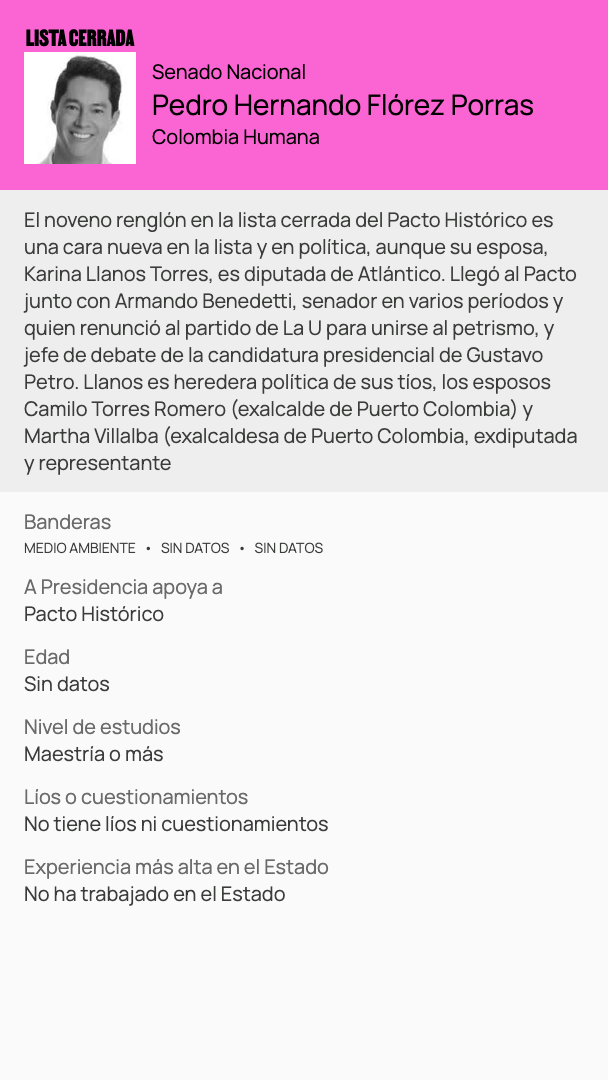 LISTA CERRADA
Senado Nacional
Pedro Hernando Flórez Porras
Colombia Humana
El noveno renglón en la lista cerrada del Pacto Histórico es
una cara nueva en la lista y en política, aunque su esposa,
Karina Llanos Torres, es diputada de Atlántico. Llegó al Pacto
junto con Armando Benedetti, senador en varios períodos y
quien renunció al partido de La U para unirse al petrismo, y
jefe de debate de la candidatura presidencial de Gustavo
Petro. Llanos es heredera política de sus tíos, los esposos
Camilo Torres Romero (exalcalde de Puerto Colombia) y
Martha Villalba (exalcaldesa de Puerto Colombia, exdiputada
y representante
Banderas
MEDIO AMBIENTE • SIN DATOS • SIN DATOS
A Presidencia apoya a
Pacto Histórico
Edad
Sin datos
Nivel de estudios
Maestría o más
Líos o cuestionamientos
No tiene líos ni cuestionamientos
Experiencia más alta en el Estado
No ha trabajado en el Estado